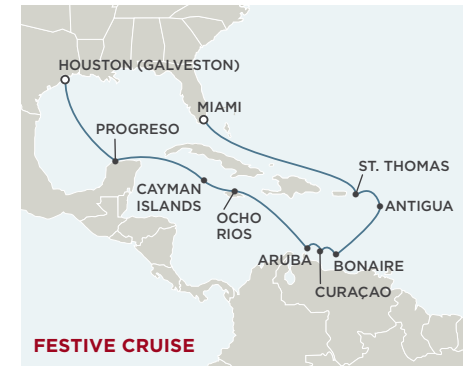 HOUSTON (GALVESTON)
MIAMI
PROGRESO
ST. THOMAS
CAYMAN
ISLANDS
ANTIGUA
OCHO
RIOS
ARUBA
BONAIRE
CURAÇAO
FESTIVE CRUISE